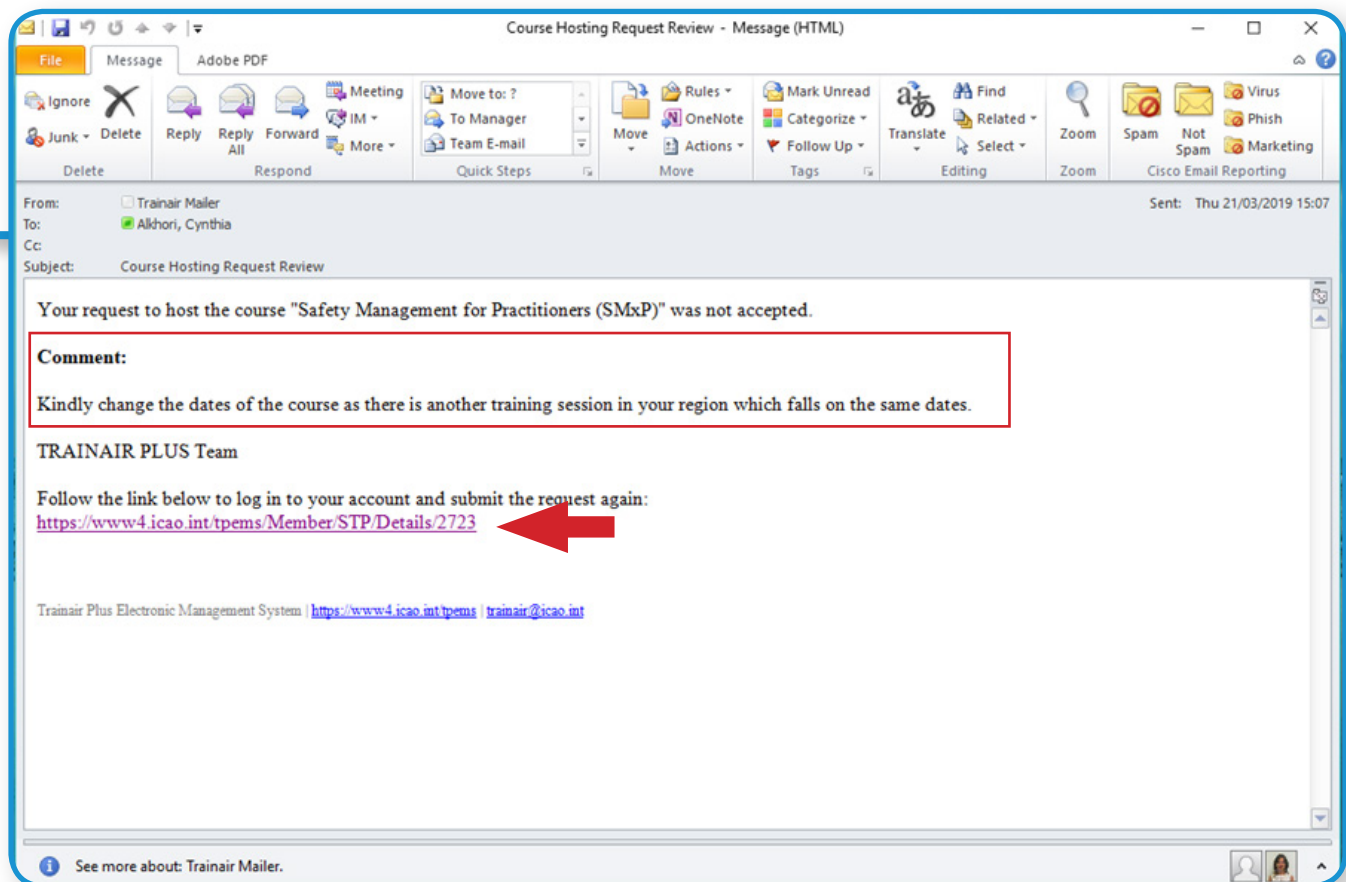 Course Hosting Request Review - Message (HTML)
File Message Adobe PDF
Ignore
Junk
Delete
Reply
Reply All
Forward
Meeting
IM
More
Move to: ?
To Manager
Team E-mail
Move
Rules
OneNote
Actions
Mark Unread
Categorize
Follow Up
Translate
Find
Related
Select
Zoom
Spam
Not Spam
Virus
Phish
Marketing
Delete Respond Quick Steps Move Tags Editing Zoom Cisco Email Reporting
From: Trainair Mailer Sent: Thu 21/03/2019 15:07
To: Alkhori, Cynthia
Cc:
Subject: Course Hosting Request Review
Your request to host the course "Safety Management for Practitioners (SMxP)" was not accepted.
Comment:
Kindly change the dates of the course as there is another training session in your region which falls on the same dates.
TRAINAIR PLUS Team
Follow the link below to log in to your account and submit the request again:
https://www4.icao.int/tpems/Member/STP/Details/2723
Trainair Plus Electronic Management System | https://www4.icao.int/tpems | trainair@icao.int
See more about: Trainair Mailer.